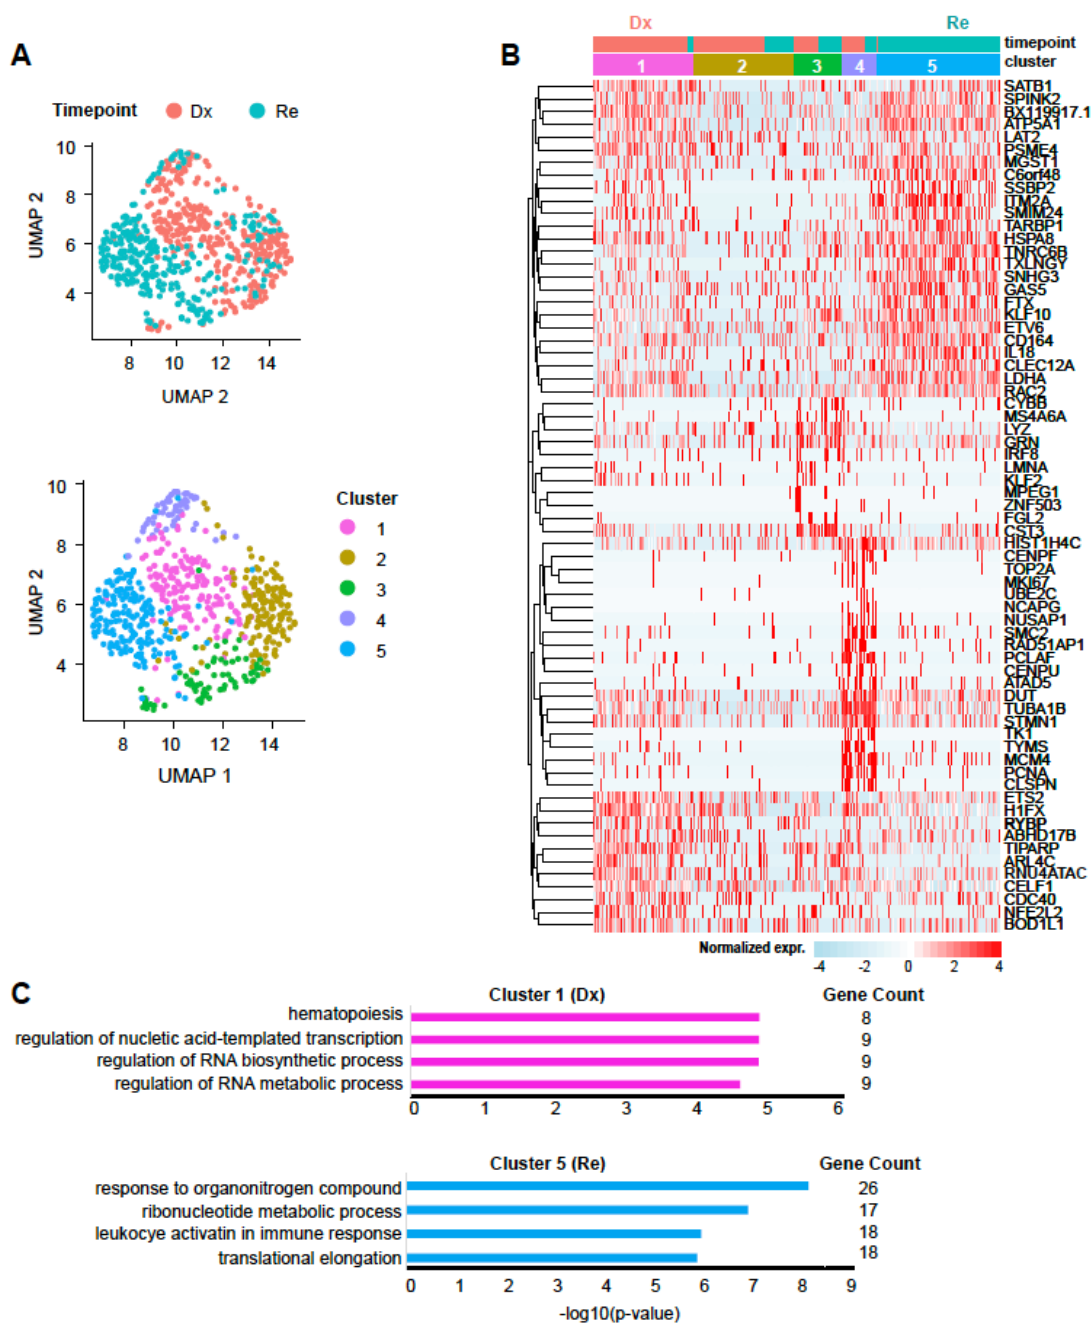 A
Timepoint Dx Re
10
8
6
4
UMAP 2
8 10 12 14
UMAP 2
10
8
6
4
UMAP 2
8 10 12 14
UMAP 1
Cluster
1
2
3
4
5
B
Dx Re
timepoint
1 2 3 4 5 cluster
SATB1
SPINK2
BX119917.1
ATP5A1
LAT2
PSME4
MGST1
C6orf48
SSBP2
ITM2A
SMIM24
TARBP1
HSPA8
TNRC6B
TXLNGY
SNHG3
GAS5
FTX
KLF10
ETV6
CD164
IL18
CLEC12A
LDHA
RAC2
CYBB
MS4A6A
LYZ
GRN
IRF8
LMNA
KLF2
MPEG1
ZNF503
FGL2
CST3
HIST1H4C
CENPF
TOP2A
MKI67
UBE2C
NCAPG
NUSAP1
SMC2
RAD51AP1
PCLAF
CENPU
ATAD5
DUT
TUBA1B
STMN1
TK1
TYMS
MCM4
PCNA
CLSPN
ETS2
H1FX
RYBP
ABHD17B
TIPARP
ARL4C
RNU4ATAC
CELF1
CDC40
NFE2L2
BOD1L1
Normalized expr.
-4 -2 0 2 4
C
Cluster 1 (Dx) Gene Count
hematopoiesis 8
regulation of nucletic acid-templated transcription 9
regulation of RNA biosynthetic process 9
regulation of RNA metabolic process 9
0 1 2 3 4 5 6
Cluster 5 (Re) Gene Count
response to organonitrogen compound 26
ribonucleotide metabolic process 17
leukocye activatin in immune response 18
translational elongation 18
0 1 2 3 4 5 6 7 8 9
-log10(p-value)